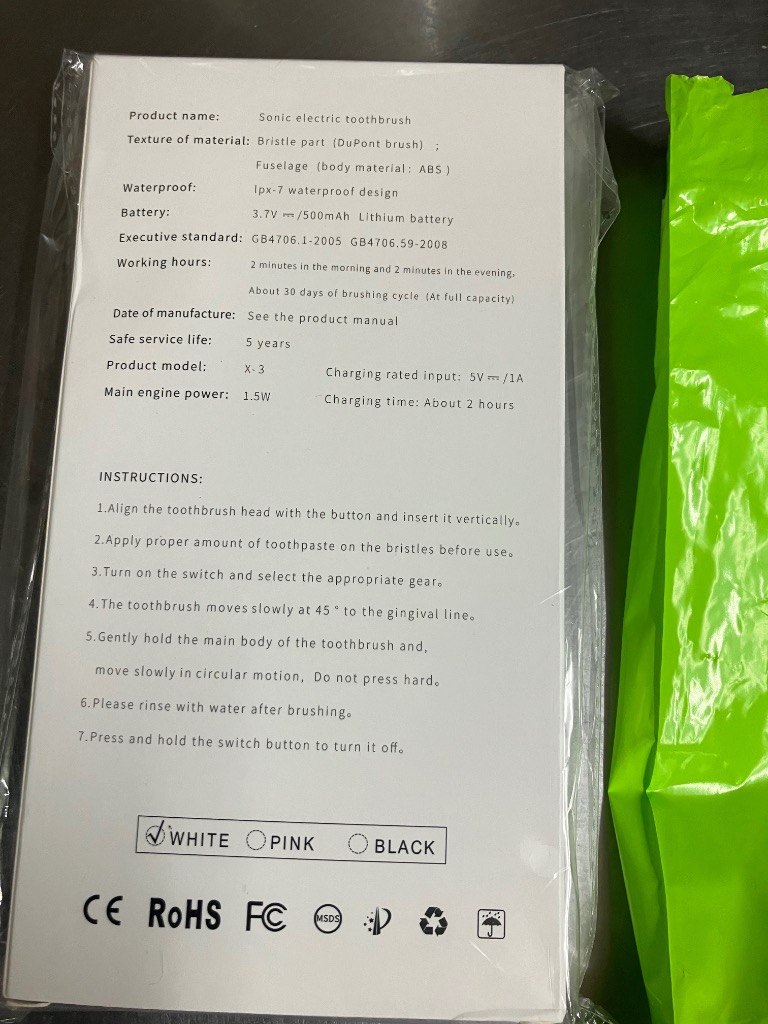 Product name: Sonic electric toothbrush
Texture of material: Bristle part (DuPont brush) ;
Fuselage (body material: ABS)
Waterproof: Ipx-7 waterproof design
Battery: 3.7V ⎓/500mAh Lithium battery
Executive standard: GB4706.1-2005 GB4706.59-2008
Working hours: 2 minutes in the morning and 2 minutes in the evening,
About 30 days of brushing cycle (At full capacity)
Date of manufacture: See the product manual
Safe service life: 5 years
Product model: X-3 Charging rated input: 5V⎓/1A
Main engine power: 1.5W Charging time: About 2 hours
INSTRUCTIONS:
1.Align the toothbrush head with the button and insert it vertically。
2.Apply proper amount of toothpaste on the bristles before use。
3.Turn on the switch and select the appropriate gear。
4.The toothbrush moves slowly at 45 ° to the gingival line。
5.Gently hold the main body of the toothbrush and,
move slowly in circular motion, Do not press hard。
6.Please rinse with water after brushing。
7.Press and hold the switch button to turn it off。
WHITE PINK BLACK
CE RoHS FC MSDS